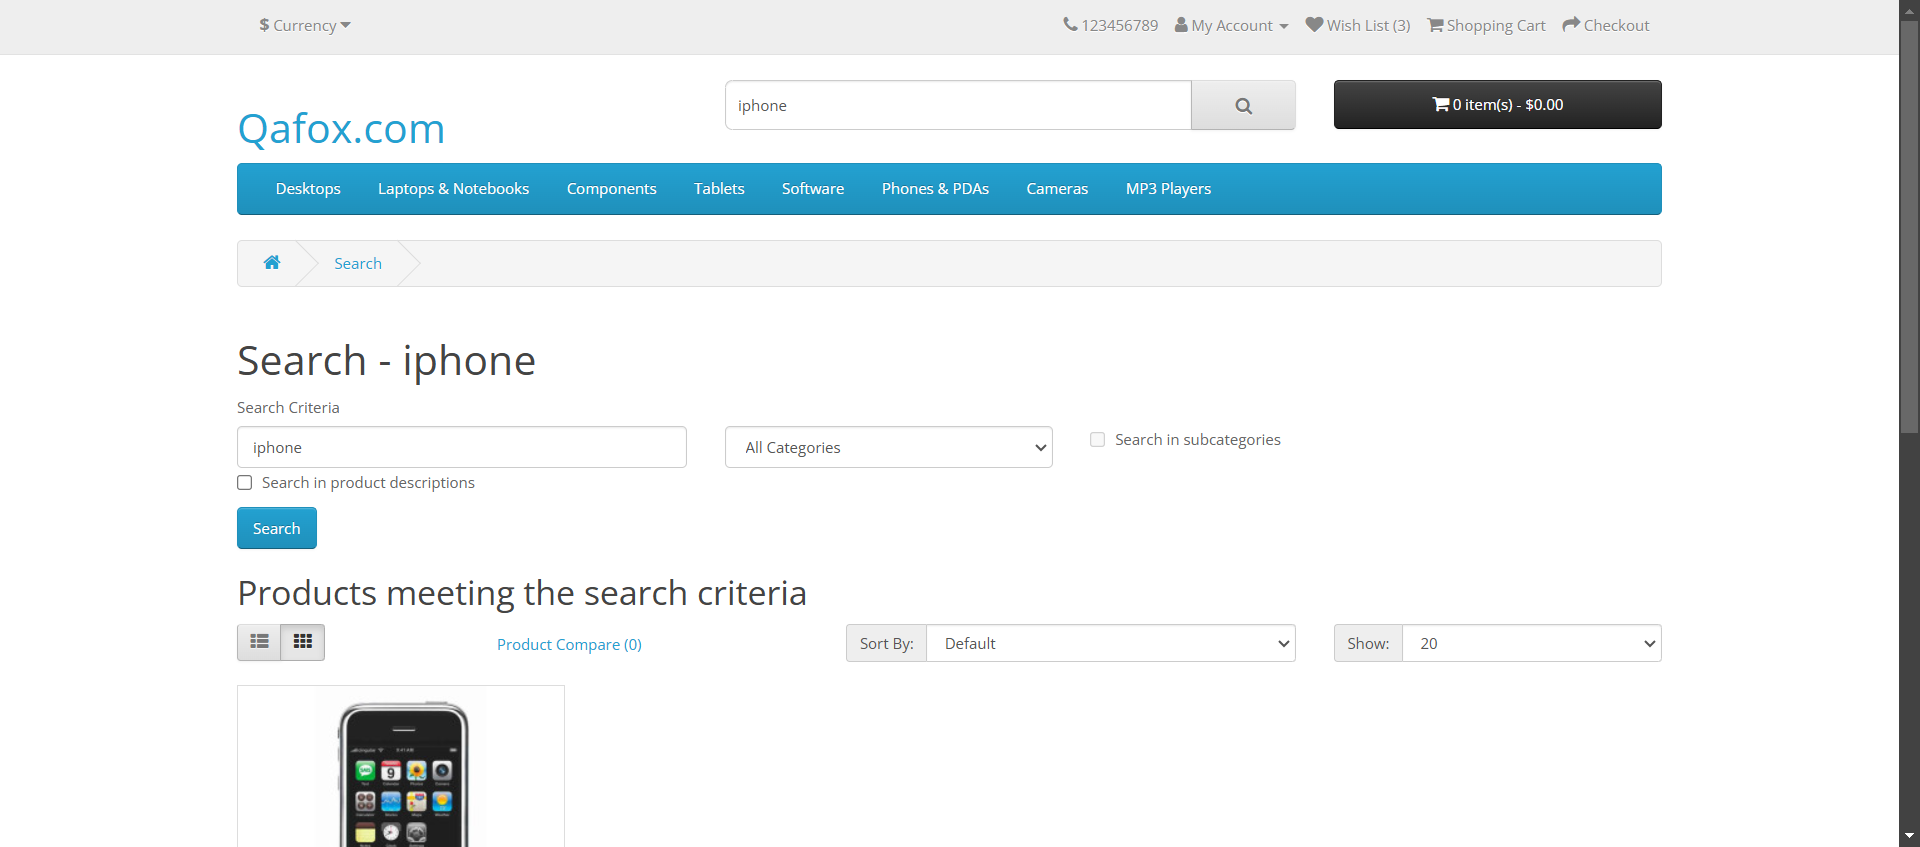 $ Currency
123456789 My Account Wish List (3) Shopping Cart Checkout
iphone
0 item(s) - $0.00
Qafox.com
Desktops Laptops & Notebooks Components Tablets Software Phones & PDAs Cameras MP3 Players
Search
Search - iphone
Search Criteria
iphone
All Categories
Search in subcategories
Search in product descriptions
Search
Products meeting the search criteria
Product Compare (0)
Sort By: Default
Show: 20